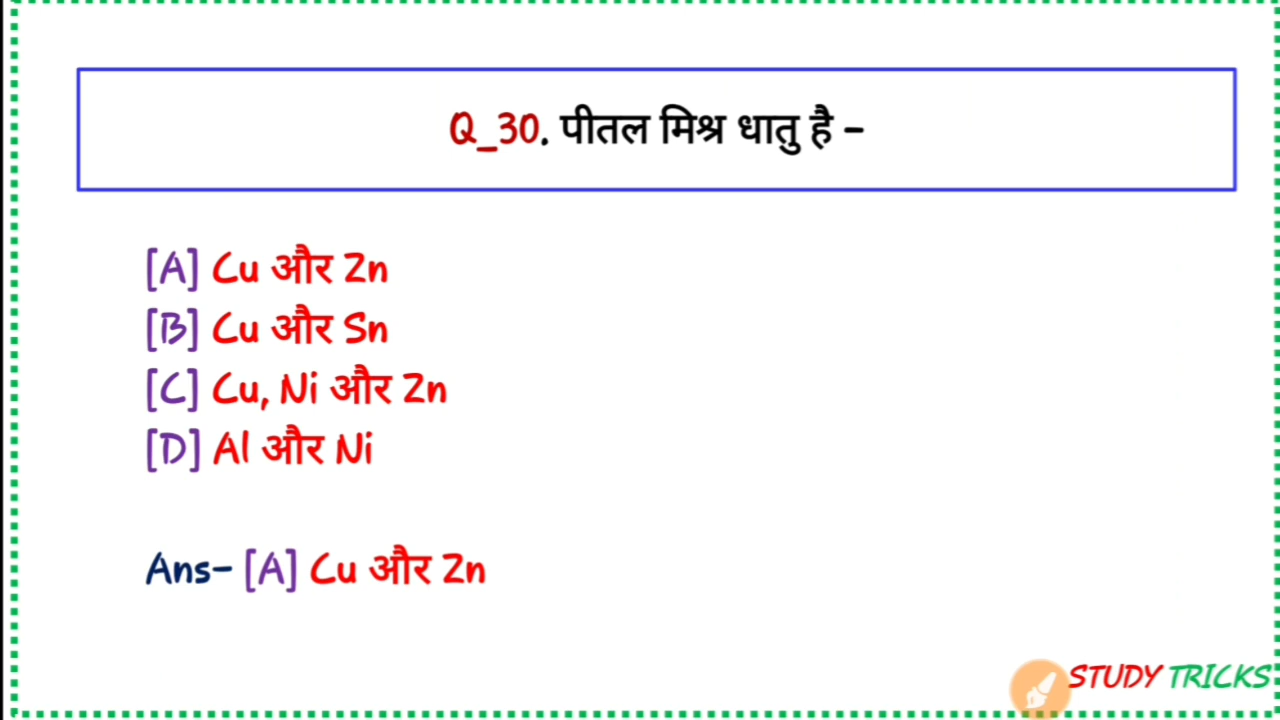 Q_30. पीतल मिश्र धातु है –
[A] Cu और Zn
[B] Cu और Sn
[C] Cu, Ni और Zn
[D] Al और Ni
Ans- [A] Cu और Zn
STUDY TRICKS